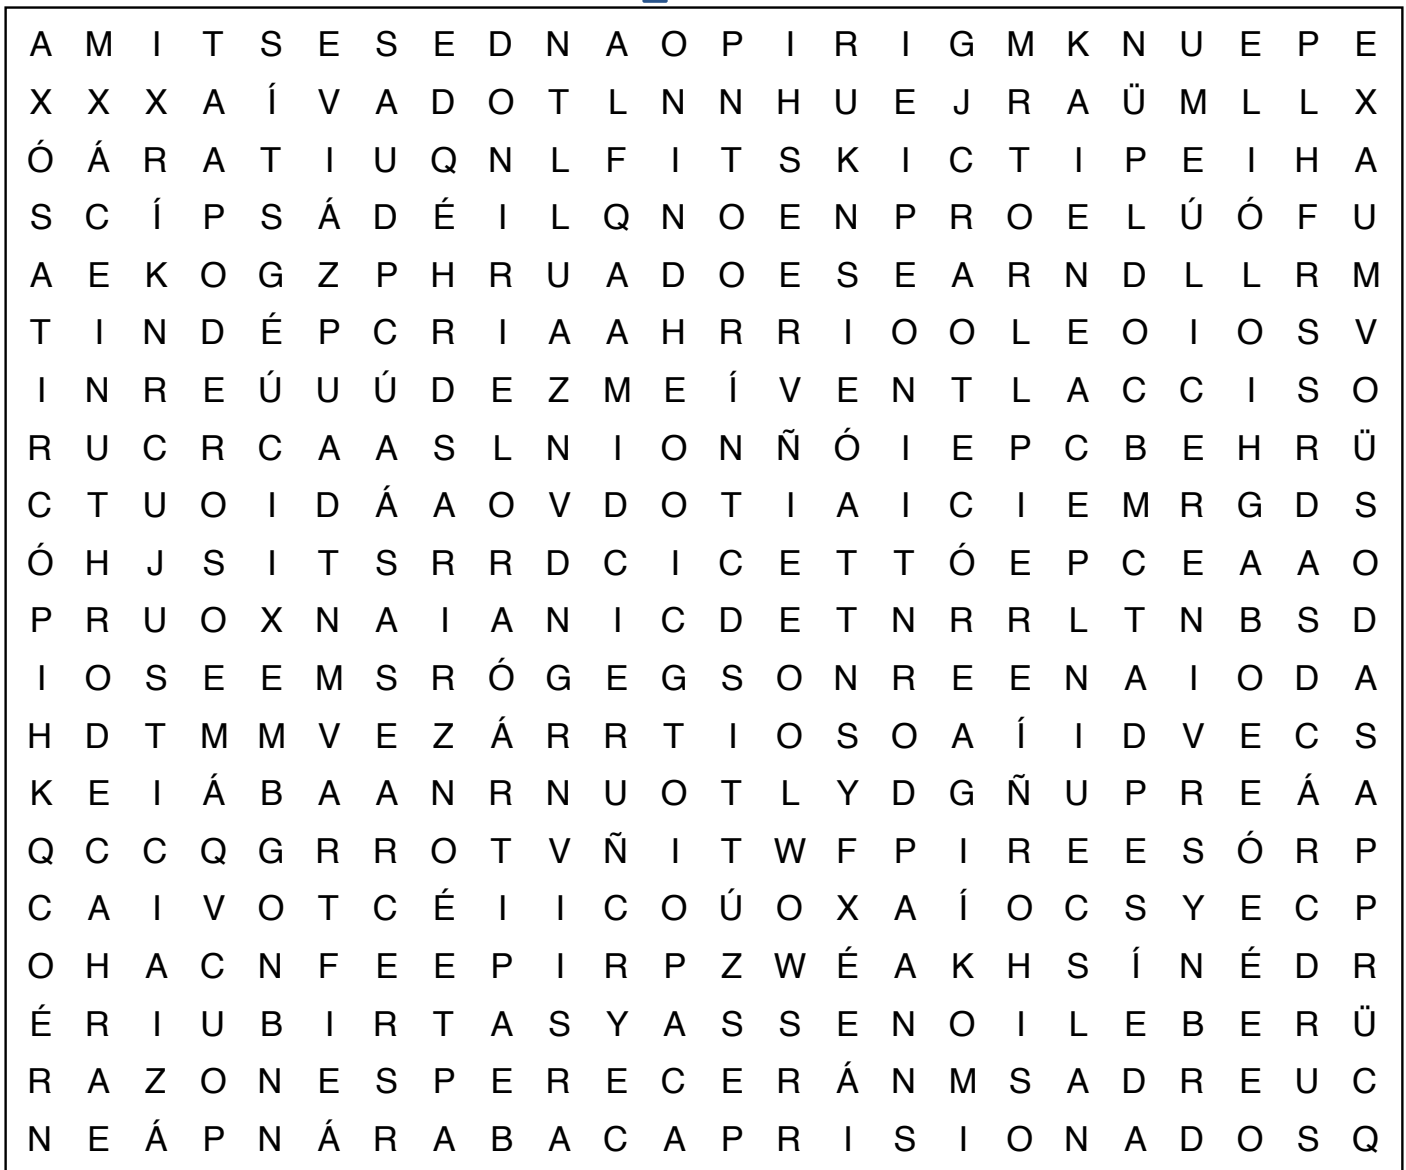 A M I T S E S E D N A O P I R I G M K N U E P E
X X X A Í V A D O T L N N H U E J R A Ü M L L X
Ó Á R A T I U Q N L F I T S K I C T I P E I H A
S C Í P S Á D É I L Q N O E N P R O E L Ú Ó F U
A E K O G Z P H R U A D O E S E A R N D L L R M
T I N D É P C R I A A H R R I O O L E O I O S V
I N R E Ú U Ú D E Z M E Í V E N T L A C C I S O
R U C R C A A S L N I O N Ñ Ó I E P C B E H R Ü
C T U O I D Á A O V D O T I A I C I E M R G D S
Ó H J S I T S R R D C I C E T T Ó E P C E A A O
P R U O X N A I A N I C D E T N R R L T N B S D
I O S E E M S R Ó G E G S O N R E E N A I O D A
H D T M M V E Z Á R R T I O S O A Í I D V E C S
K E I Á B A A N R N U O T L Y D G Ñ U P R E Á A
Q C C Q G R R O T V Ñ I T W F P I R E E S Ó R P
C A I V O T C É I I C O Ú O X A Í O C S Y E C P
O H A C N F E E P I R P Z W É A K H S Í N É D R
É R I U B I R T A S Y A S S E N O I L E B E R Ü
R A Z O N E S P E R E C E R Á N M S A D R E U C
N E Á P N Á R A B A C A P R I S I O N A D O S Q